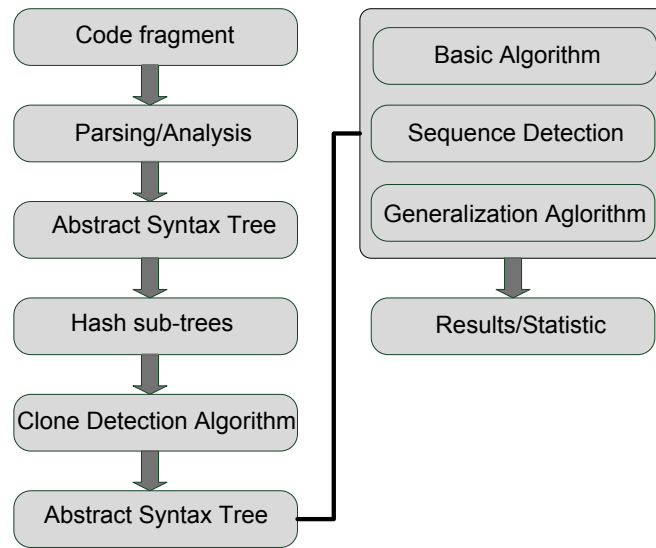 Code fragment
Parsing/Analysis
Abstract Syntax Tree
Hash sub-trees
Clone Detection Algorithm
Abstract Syntax Tree
Basic Algorithm
Sequence Detection
Generalization Aglorithm
Results/Statistic